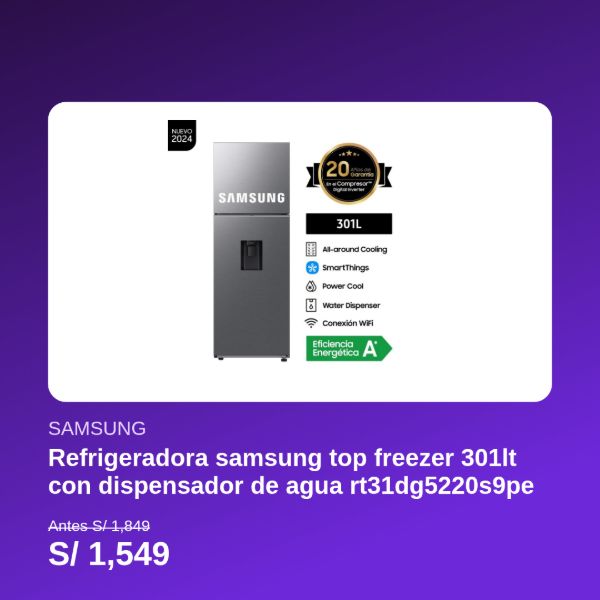 NUEVO
2024
SAMSUNG
20 Años de
Garantía
En el Compresor™
Digital Inverter
301L
All-around Cooling
SmartThings
Power Cool
Water Dispenser
Conexión WiFi
Eficiencia
Energética A*
SAMSUNG
Refrigeradora samsung top freezer 301lt
con dispensador de agua rt31dg5220s9pe
Antes S/ 1,849
S/ 1,549